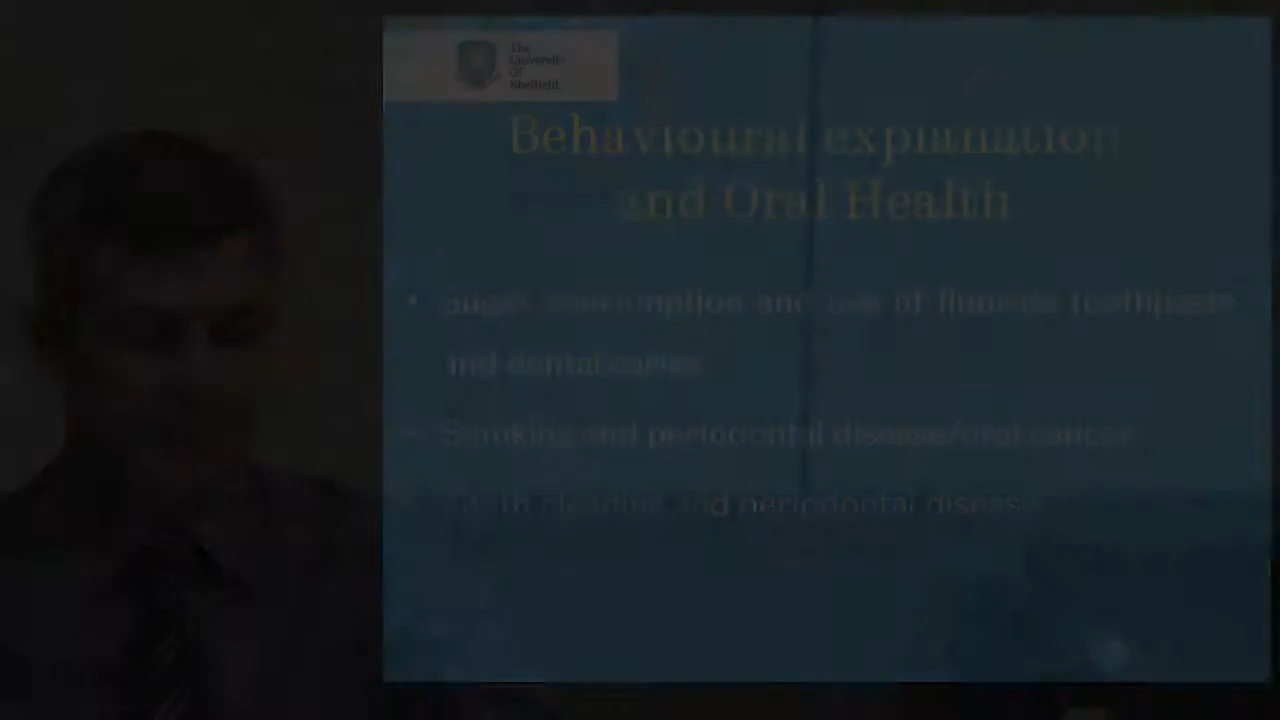 The
University
Of
Sheffield.
Behavioural explanation
and Oral Health
• Sugar consumption and use of fluoride toothpaste
and dental caries
• Smoking and periodontal disease/oral cancer
cleaning and periodontal diseas